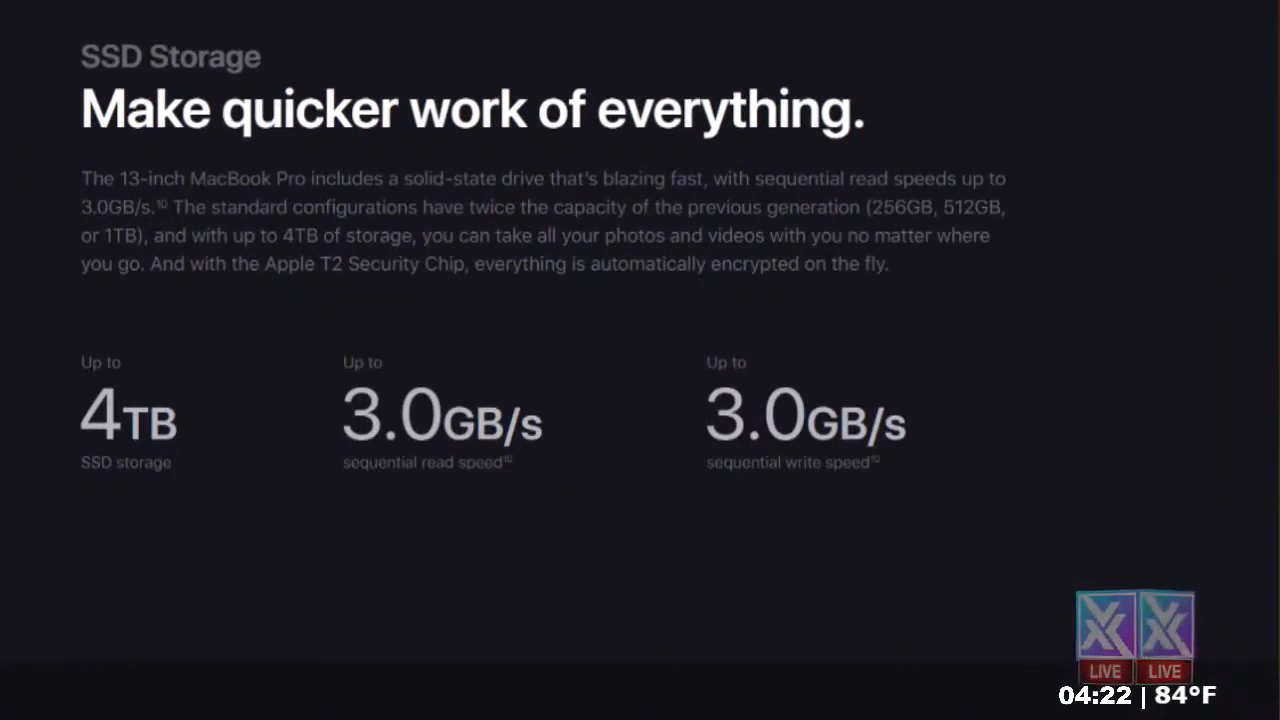 SSD Storage
Make quicker work of everything.
The 13-inch MacBook Pro includes a solid-state drive that's blazing fast, with sequential read speeds up to
3.0GB/s.¹⁰ The standard configurations have twice the capacity of the previous generation (256GB, 512GB,
or 1TB), and with up to 4TB of storage, you can take all your photos and videos with you no matter where
you go. And with the Apple T2 Security Chip, everything is automatically encrypted on the fly.
Up to
4TB
SSD storage
Up to
3.0GB/s
sequential read speed¹⁰
Up to
3.0GB/s
sequential write speed¹⁰
LIVE LIVE
04:22 | 84°F